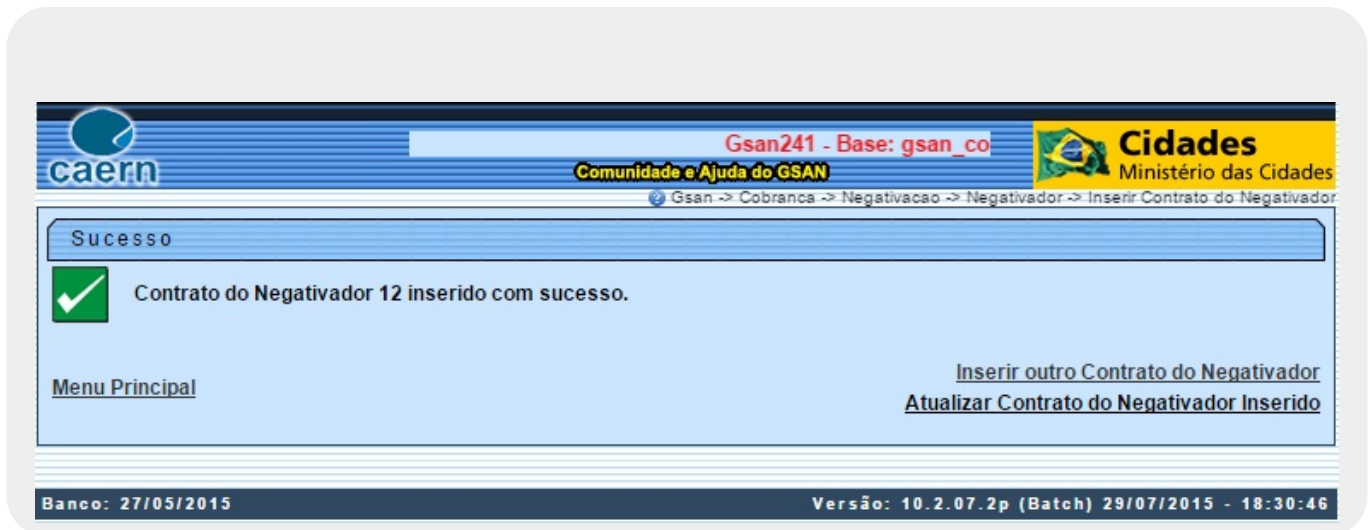 caern
Gsan241 - Base: gsan_co
Comunidade e Ajuda do GSAN
Cidades
Ministério das Cidades
Gsan -> Cobranca -> Negativacao -> Negativador -> Inserir Contrato do Negativador
Sucesso
Contrato do Negativador 12 inserido com sucesso.
Inserir outro Contrato do Negativador
Menu Principal
Atualizar Contrato do Negativador Inserido
Banco: 27/05/2015 Versão: 10.2.07.2p (Batch) 29/07/2015 - 18:30:46